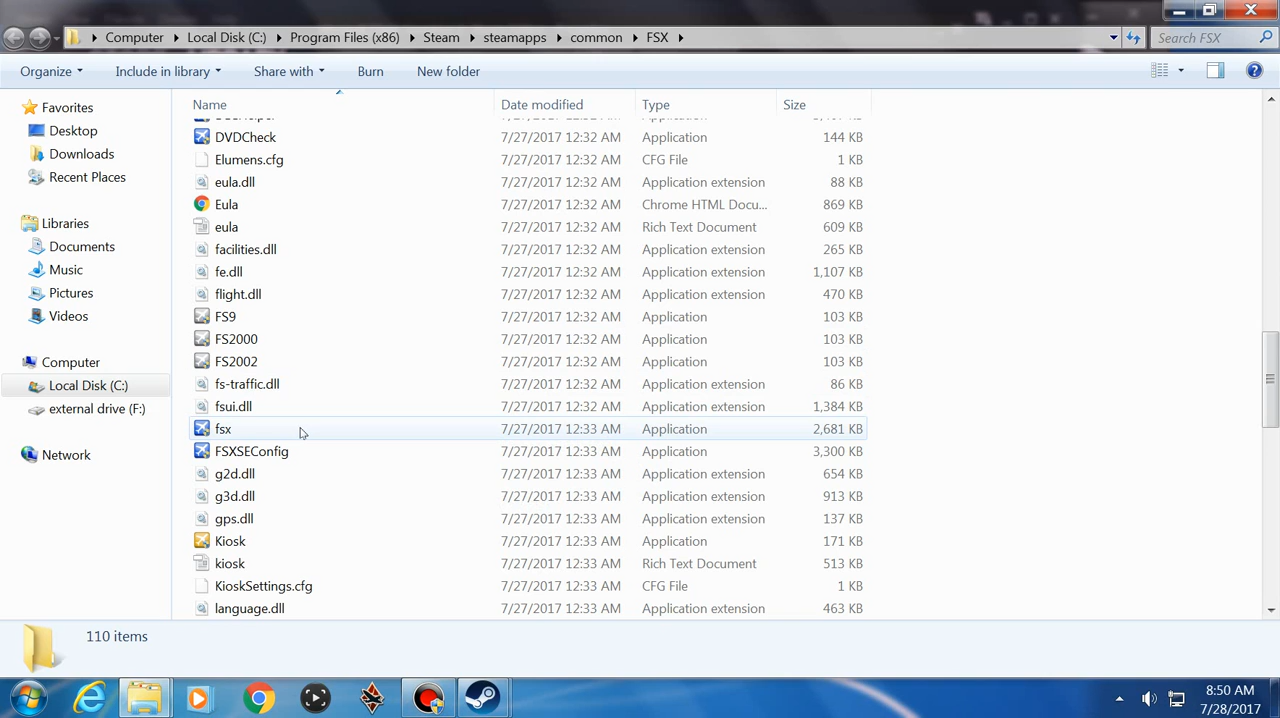 Computer Local Disk (C:) Program Files (x86) Steam steamapps common FSX Search FSX
Organize Include in library Share with Burn New folder
Favorites
Desktop
Downloads
Recent Places
Libraries
Documents
Music
Pictures
Videos
Computer
Local Disk (C:)
external drive (F:)
Network
Name Date modified Type Size
DVDCheck 7/27/2017 12:32 AM Application 144 KB
Elumens.cfg 7/27/2017 12:32 AM CFG File 1 KB
eula.dll 7/27/2017 12:32 AM Application extension 88 KB
Eula 7/27/2017 12:32 AM Chrome HTML Docu... 869 KB
eula 7/27/2017 12:32 AM Rich Text Document 609 KB
facilities.dll 7/27/2017 12:32 AM Application extension 265 KB
fe.dll 7/27/2017 12:32 AM Application extension 1,107 KB
flight.dll 7/27/2017 12:32 AM Application extension 470 KB
FS9 7/27/2017 12:32 AM Application 103 KB
FS2000 7/27/2017 12:32 AM Application 103 KB
FS2002 7/27/2017 12:32 AM Application 103 KB
fs-traffic.dll 7/27/2017 12:32 AM Application extension 86 KB
fsui.dll 7/27/2017 12:32 AM Application extension 1,384 KB
fsx 7/27/2017 12:33 AM Application 2,681 KB
FSXSEConfig 7/27/2017 12:33 AM Application 3,300 KB
g2d.dll 7/27/2017 12:33 AM Application extension 654 KB
g3d.dll 7/27/2017 12:33 AM Application extension 913 KB
gps.dll 7/27/2017 12:33 AM Application extension 137 KB
Kiosk 7/27/2017 12:33 AM Application 171 KB
kiosk 7/27/2017 12:33 AM Rich Text Document 513 KB
KioskSettings.cfg 7/27/2017 12:33 AM CFG File 1 KB
language.dll 7/27/2017 12:33 AM Application extension 463 KB
110 items
8:50 AM
7/28/2017